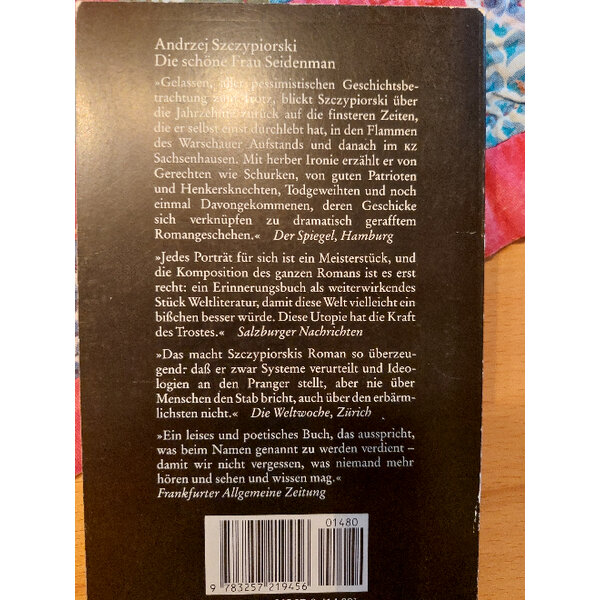 Andrzej Szczypiorski
Die schöne Frau Seidenman
»Gelassen, aller pessimistischen Geschichtsbe-
trachtung zum Trotz, blickt Szczypiorski über
die Jahrzehnte zurück auf die finsteren Zeiten,
die er selbst einst durchlebt hat, in den Flammen
des Warschauer Aufstands und danach im KZ
Sachsenhausen. Mit herber Ironie erzählt er von
Gerechten wie Schurken, von guten Patrioten
und Henkersknechten, Todgeweihten und noch
einmal Davongekommenen, deren Geschicke
sich verknüpfen zu dramatisch gerafftem
Romangeschehen.« Der Spiegel, Hamburg
»Jedes Porträt für sich ist ein Meisterstück, und
die Komposition des ganzen Romans ist es erst
recht: ein Erinnerungsbuch als weiterwirkendes
Stück Weltliteratur, damit diese Welt vielleicht ein
bißchen besser würde. Diese Utopie hat die Kraft
des Trostes.« Salzburger Nachrichten
»Das macht Szczypiorskis Roman so überzeu-
gend: daß er zwar Systeme verurteilt und Ideo-
logien an den Pranger stellt, aber nie über
Menschen den Stab bricht, auch über den erbärm-
lichsten nicht.« Die Weltwoche, Zürich
»Ein leises und poetisches Buch, das ausspricht,
was beim Namen genannt zu werden verdient –
damit wir nicht vergessen, was niemand mehr
hören und sehen und wissen mag.«
Frankfurter Allgemeine Zeitung
01480
9 783257 219456